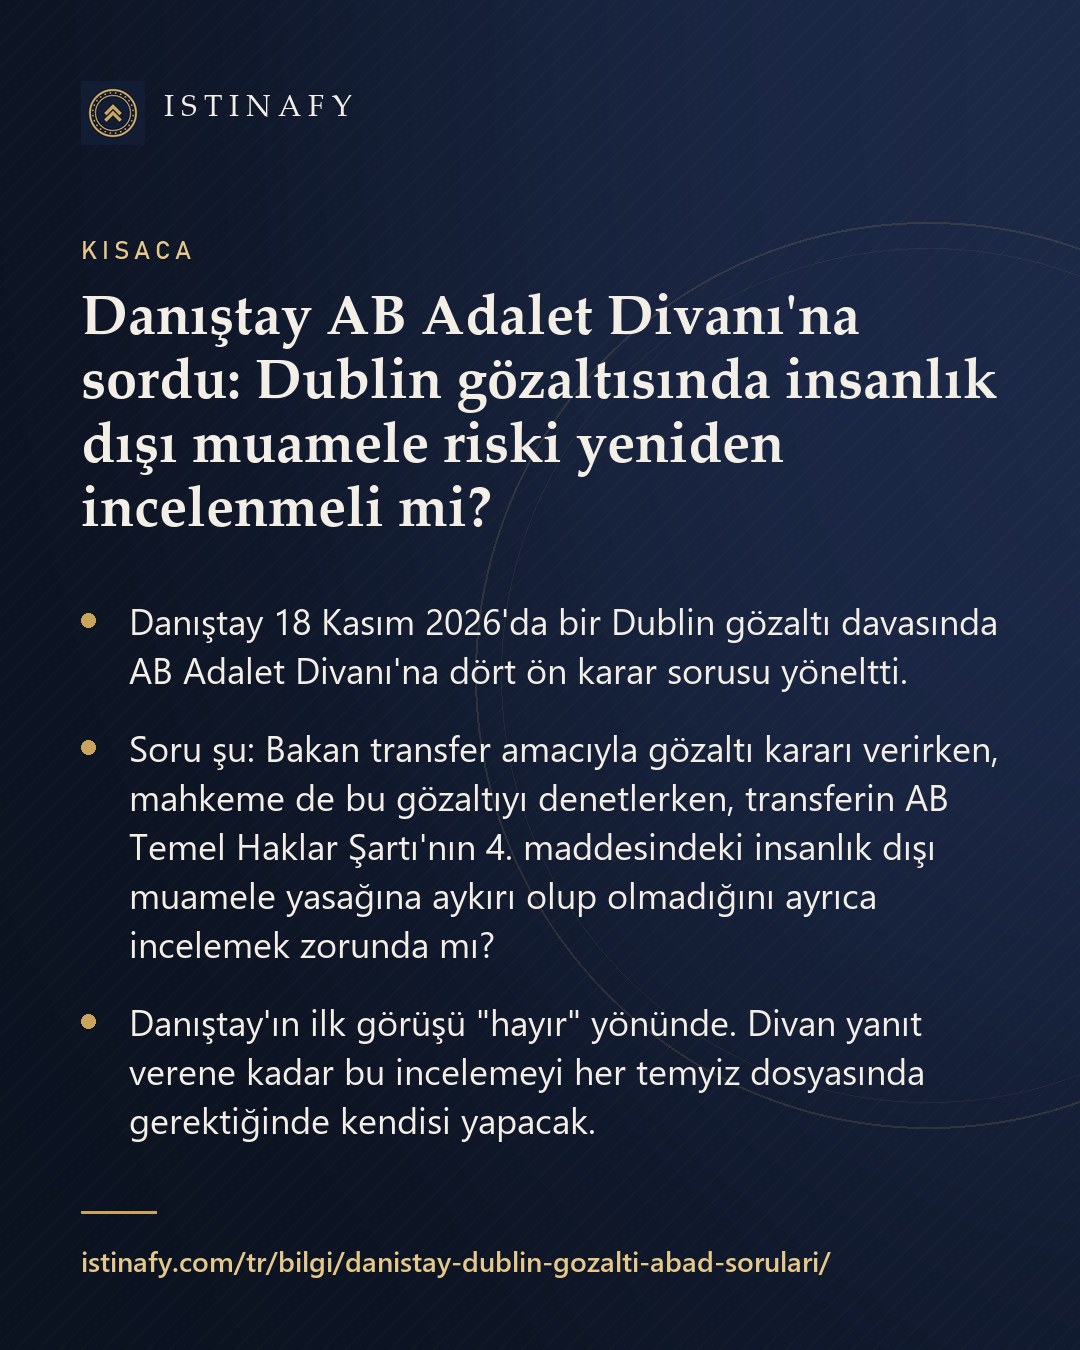 ISTINAFY
KISACA
Danıştay AB Adalet Divanı'na
sordu: Dublin gözaltısında insanlık
dışı muamele riski yeniden
incelenmeli mi?
Danıştay 18 Kasım 2026'da bir Dublin gözaltı davasında
AB Adalet Divanı'na dört ön karar sorusu yöneltti.
Soru şu: Bakan transfer amacıyla gözaltı kararı verirken,
mahkeme de bu gözaltıyı denetlerken, transferin AB
Temel Haklar Şartı'nın 4. maddesindeki insanlık dışı
muamele yasağına aykırı olup olmadığını ayrıca
incelemek zorunda mı?
Danıştay'ın ilk görüşü "hayır" yönünde. Divan yanıt
verene kadar bu incelemeyi her temyiz dosyasında
gerektiğinde kendisi yapacak.
istinafy.com/tr/bilgi/danistay-dublin-gozalti-abad-sorulari/